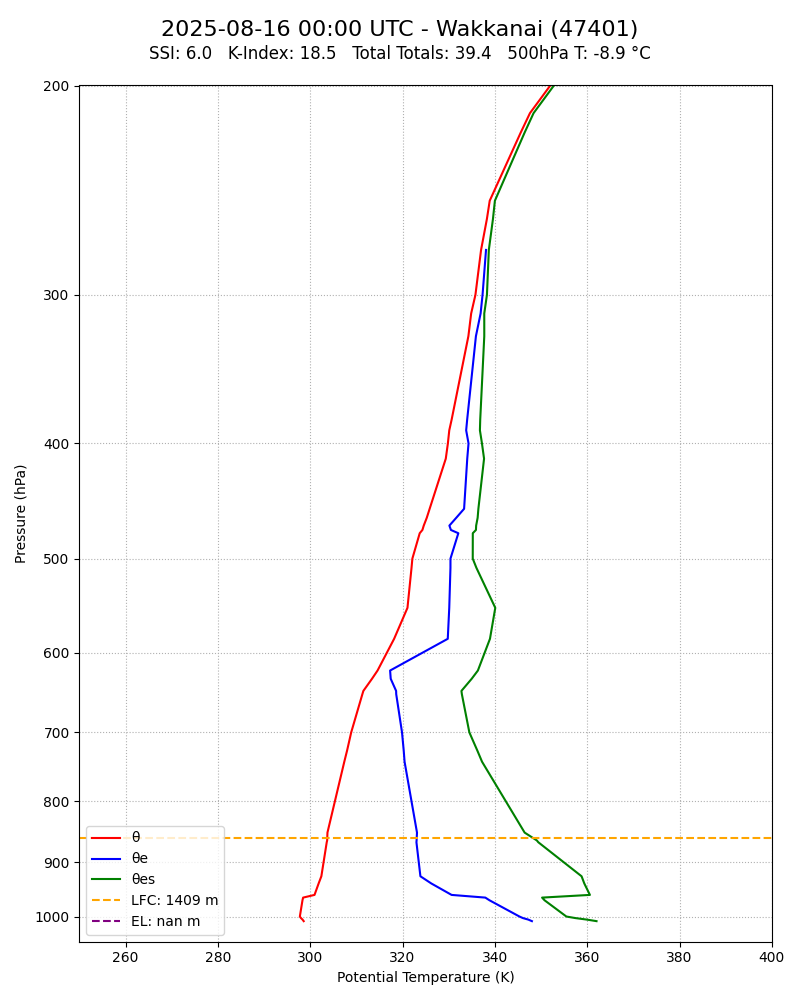 2025-08-16 00:00 UTC - Wakkanai (47401)
SSI: 6.0   K-Index: 18.5   Total Totals: 39.4   500hPa T: -8.9 °C
200
300
400
500
600
700
800
900
1000
Pressure (hPa)
θ
θe
θes
LFC: 1409 m
EL: nan m
260
280
300
320
340
360
380
400
Potential Temperature (K)